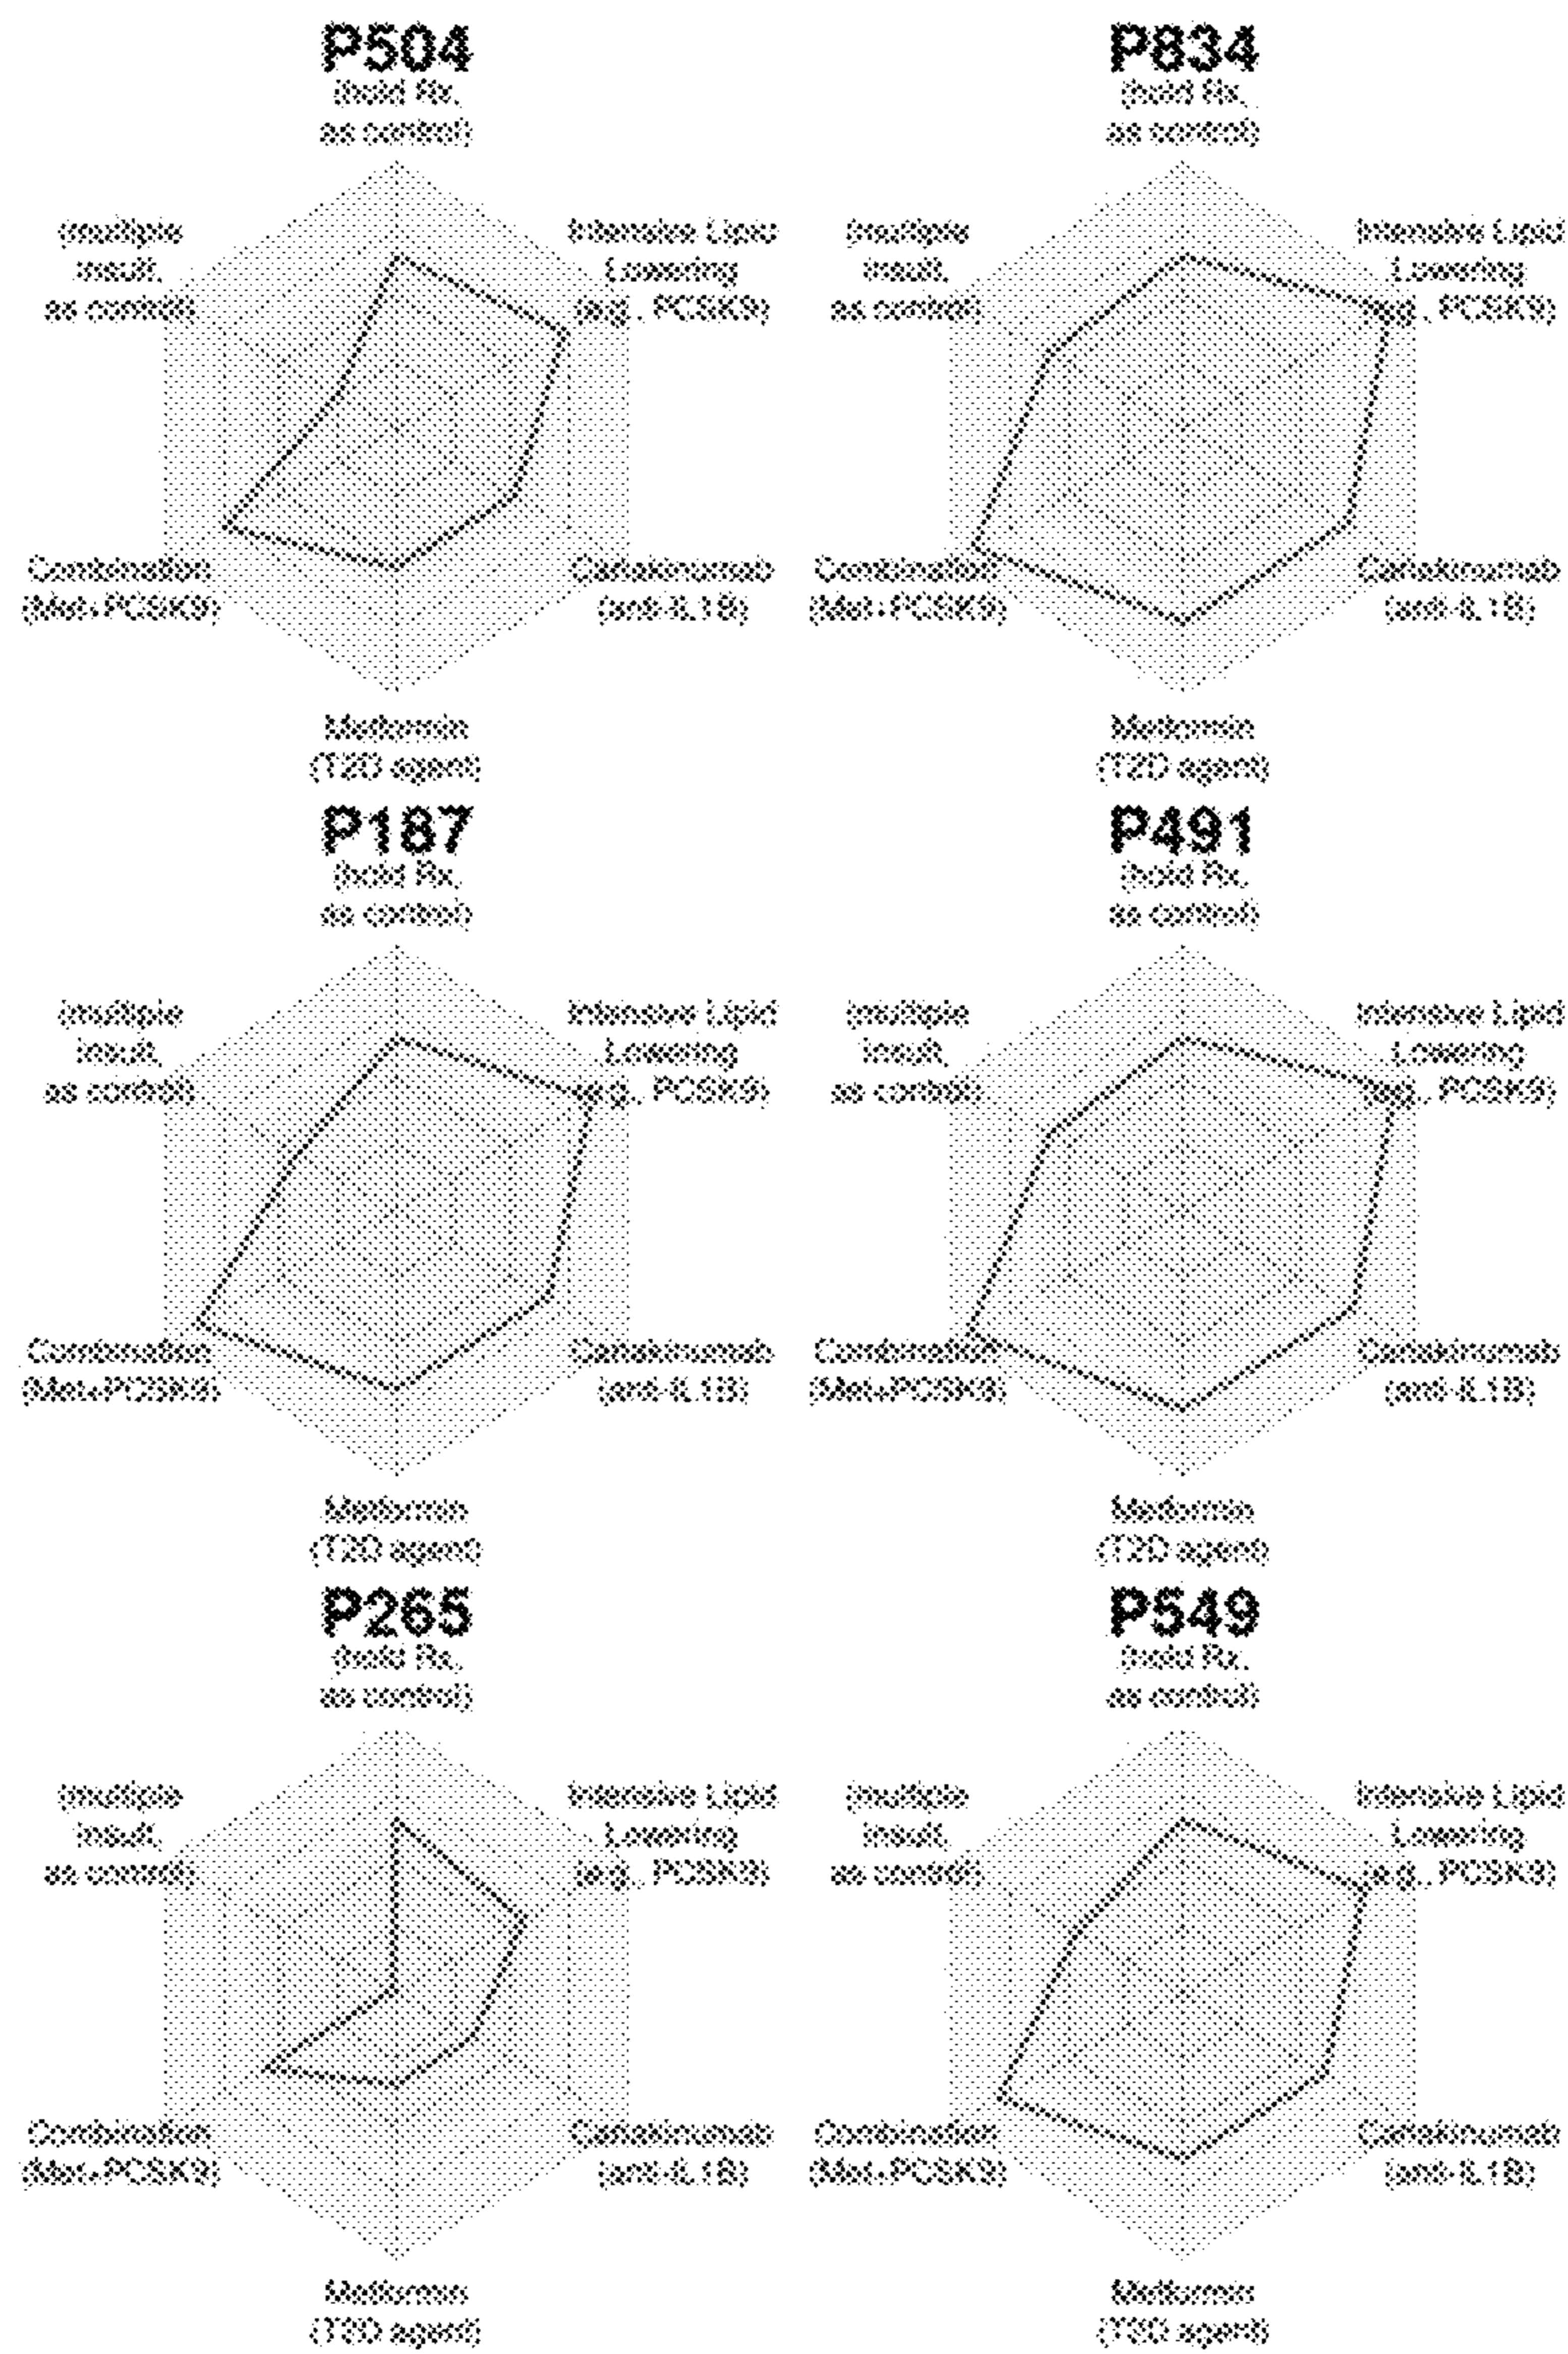 P504
(hold Rx,
as control)
(multiple
insult,
as control)
Intensive Lipid
Lowering
(e.g., PCSK9)
Combination
(Met+PCSK9)
Canakinumab
(anti-IL1B)
Metformin
(T2D agent)
P834
(hold Rx,
as control)
(multiple
insult,
as control)
Intensive Lipid
Lowering
(e.g., PCSK9)
Combination
(Met+PCSK9)
Canakinumab
(anti-IL1B)
Metformin
(T2D agent)
P187
(hold Rx,
as control)
(multiple
insult,
as control)
Intensive Lipid
Lowering
(e.g., PCSK9)
Combination
(Met+PCSK9)
Canakinumab
(anti-IL1B)
Metformin
(T2D agent)
P491
(hold Rx,
as control)
(multiple
insult,
as control)
Intensive Lipid
Lowering
(e.g., PCSK9)
Combination
(Met+PCSK9)
Canakinumab
(anti-IL1B)
Metformin
(T2D agent)
P265
(hold Rx,
as control)
(multiple
insult,
as control)
Intensive Lipid
Lowering
(e.g., PCSK9)
Combination
(Met+PCSK9)
Canakinumab
(anti-IL1B)
Metformin
(T2D agent)
P549
(hold Rx,
as control)
(multiple
insult,
as control)
Intensive Lipid
Lowering
(e.g., PCSK9)
Combination
(Met+PCSK9)
Canakinumab
(anti-IL1B)
Metformin
(T2D agent)